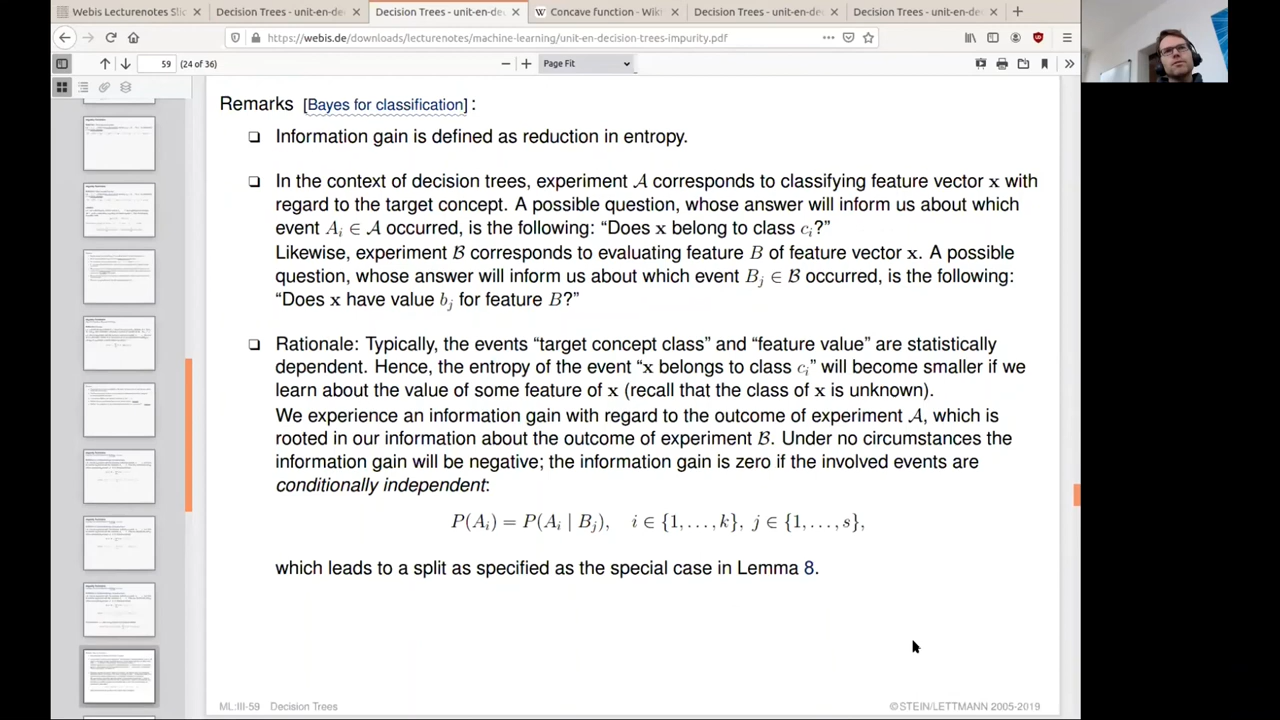 Webis Lecturenotes Slic
Decision Trees - unit-en-de
Decision Trees - unit-en-d
Concave function - Wiki
Decision Trees - unit-en-de
Decision Trees - unit-en-de
https://webis.de/downloads/lecturenotes/machine-learning/unit-en-decision-trees-impurity.pdf
59 (24 of 36)
Page Fit
Remarks [Bayes for classification]:
❑ Information gain is defined as reduction in entropy.
❑ In the context of decision trees, experiment 𝒜 corresponds to classifying feature vector x with
regard to the target concept. A possible question, whose answer will inform us about which
event Aᵢ ∈ 𝒜 occurred, is the following: “Does x belong to class cᵢ?”
Likewise, experiment ℬ corresponds to evaluating feature B of feature vector x. A possible
question, whose answer will inform us about which event Bⱼ ∈ ℬ occurred, is the following:
“Does x have value bⱼ for feature B?”
❑ Rationale: Typically, the events “target concept class” and “feature value” are statistically
dependent. Hence, the entropy of the event “x belongs to class cᵢ” will become smaller if we
learn about the value of some feature of x (recall that the class of x is unknown).
We experience an information gain with regard to the outcome of experiment 𝒜, which is
rooted in our information about the outcome of experiment ℬ. Under no circumstances the
information gain will be negative; the information gain is zero if the involved events are
conditionally independent:
P(Aᵢ) = P(Aᵢ | Bⱼ), i ∈ {1, . . . , k}, j ∈ {1, . . . , s},
which leads to a split as specified as the special case in Lemma 8.
ML:III-59 Decision Trees © STEIN/LETTMANN 2005-2019